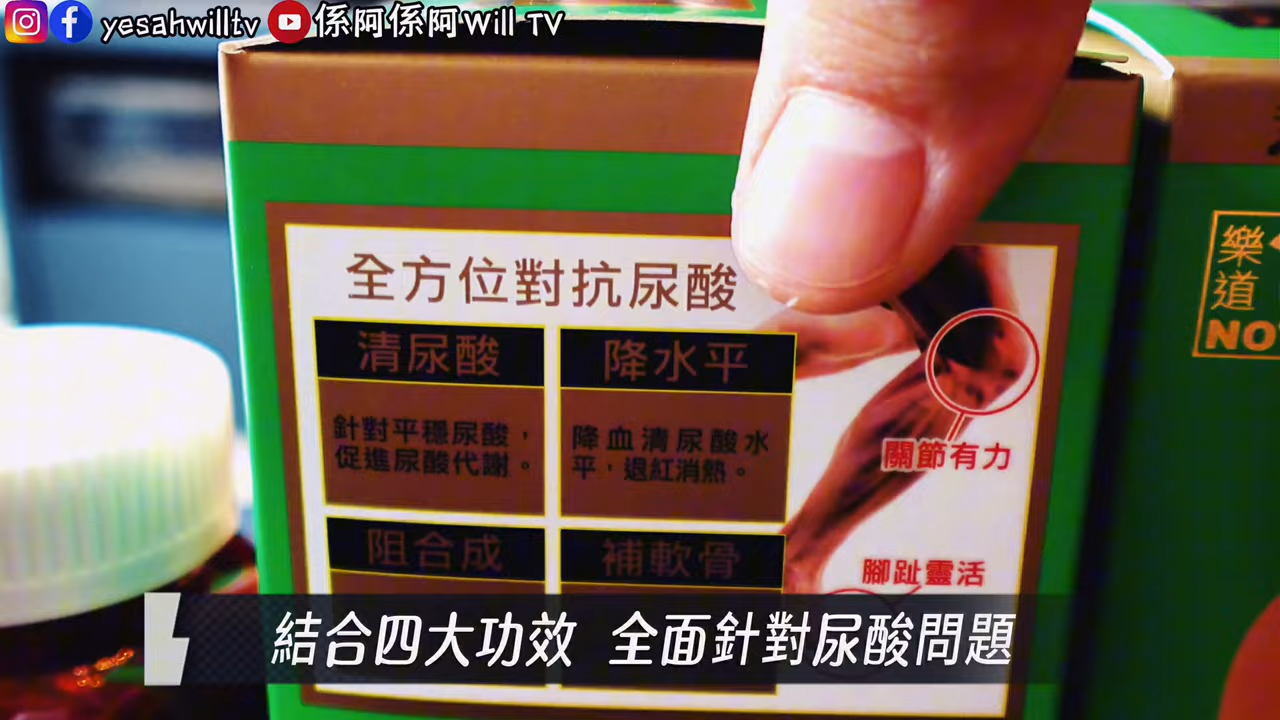 yesahwilltv 係阿係阿Will TV
全方位對抗尿酸
清尿酸
針對平穩尿酸，
促進尿酸代謝。
降水平
降血清尿酸水
平，退紅消熱。
阻合成
補軟骨
關節有力
腳趾靈活
樂
道
NO
結合四大功效 全面針對尿酸問題